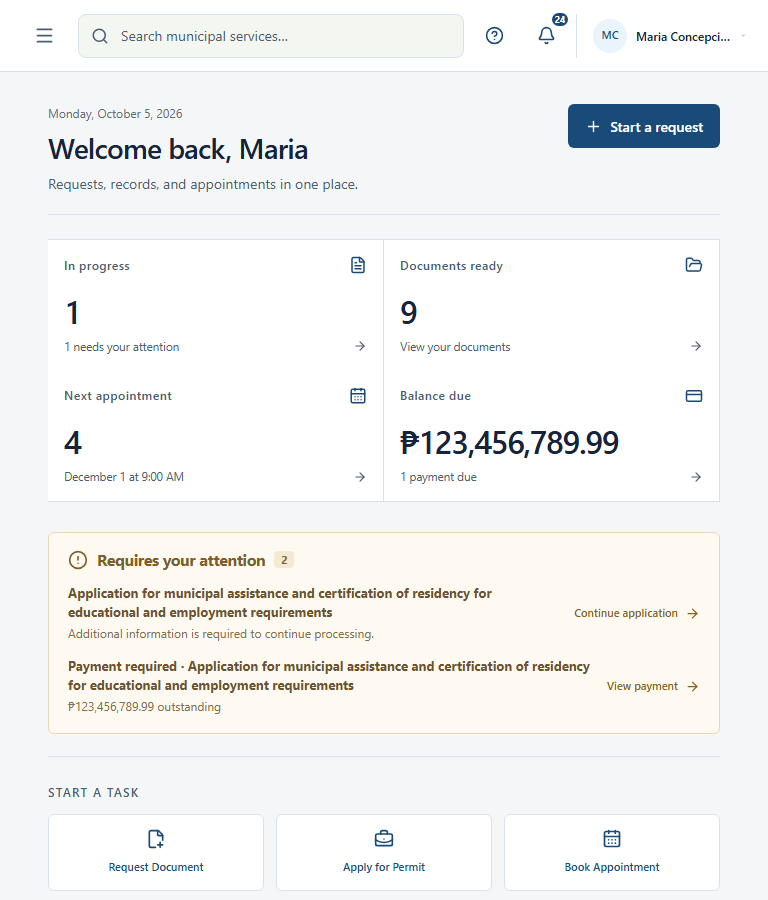 Search municipal services...
24
MC
Maria Concepci...
Monday, October 5, 2026
Welcome back, Maria
Requests, records, and appointments in one place.
Start a request
In progress
1
1 needs your attention
Documents ready
9
View your documents
Next appointment
4
December 1 at 9:00 AM
Balance due
₱123,456,789.99
1 payment due
Requires your attention 2
Application for municipal assistance and certification of residency for
educational and employment requirements
Additional information is required to continue processing.
Continue application
Payment required · Application for municipal assistance and certification of residency
for educational and employment requirements
₱123,456,789.99 outstanding
View payment
START A TASK
Request Document
Apply for Permit
Book Appointment